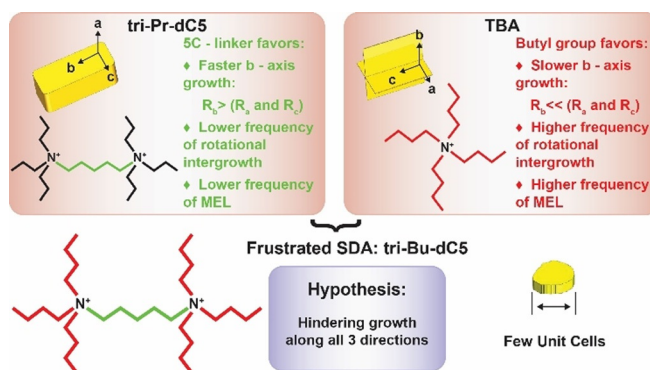 tri-Pr-dC5
a
b
c
5C - linker favors:
♦ Faster b - axis
growth:
R_b> (R_a and R_c)
♦ Lower frequency
of rotational
intergrowth
♦ Lower frequency
of MEL
N⁺
N⁺
TBA
b
c
a
Butyl group favors:
♦ Slower b - axis
growth:
R_b<< (R_a and R_c)
♦ Higher frequency
of rotational
intergrowth
♦ Higher frequency
of MEL
N⁺
Frustrated SDA: tri-Bu-dC5
N⁺
N⁺
Hypothesis:
Hindering growth
along all 3 directions
Few Unit Cells